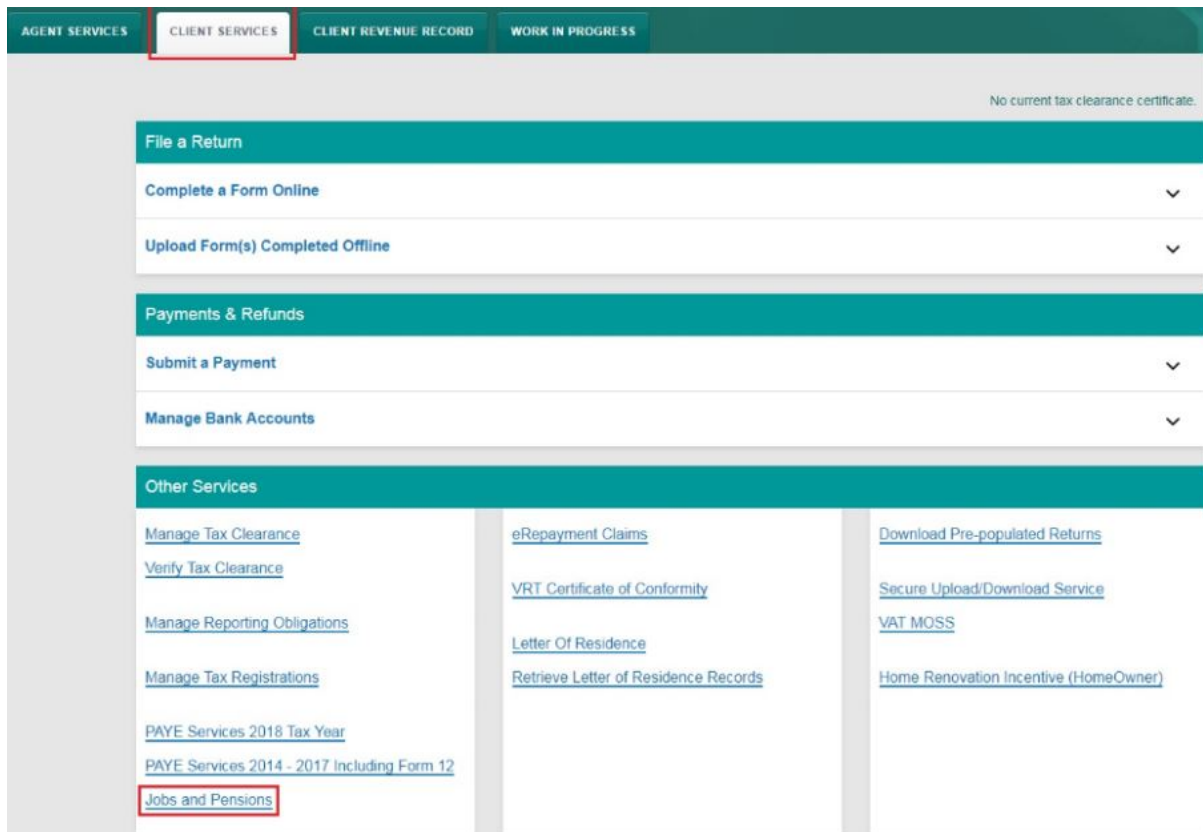 AGENT SERVICES
CLIENT SERVICES
CLIENT REVENUE RECORD
WORK IN PROGRESS
No current tax clearance certificate.
File a Return
Complete a Form Online
Upload Form(s) Completed Offline
Payments & Refunds
Submit a Payment
Manage Bank Accounts
Other Services
Manage Tax Clearance
Verify Tax Clearance
Manage Reporting Obligations
Manage Tax Registrations
PAYE Services 2018 Tax Year
PAYE Services 2014 - 2017 Including Form 12
Jobs and Pensions
eRepayment Claims
VRT Certificate of Conformity
Letter Of Residence
Retrieve Letter of Residence Records
Download Pre-populated Returns
Secure Upload/Download Service
VAT MOSS
Home Renovation Incentive (HomeOwner)